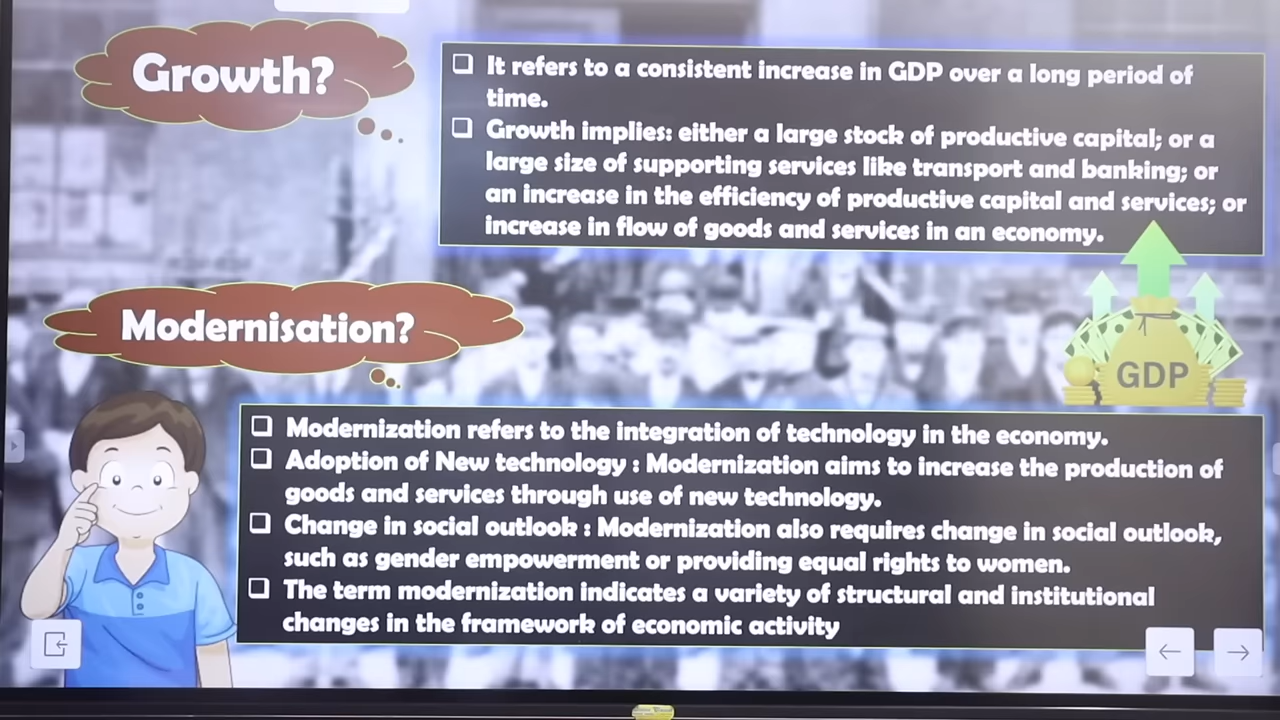 Growth?
❑ It refers to a consistent increase in GDP over a long period of
time.
❑ Growth implies: either a large stock of productive capital; or a
large size of supporting services like transport and banking; or
an increase in the efficiency of productive capital and services; or
increase in flow of goods and services in an economy.
GDP
Modernisation?
❑ Modernization refers to the integration of technology in the economy.
❑ Adoption of New technology : Modernization aims to increase the production of
goods and services through use of new technology.
❑ Change in social outlook : Modernization also requires change in social outlook,
such as gender empowerment or providing equal rights to women.
❑ The term modernization indicates a variety of structural and institutional
changes in the framework of economic activity